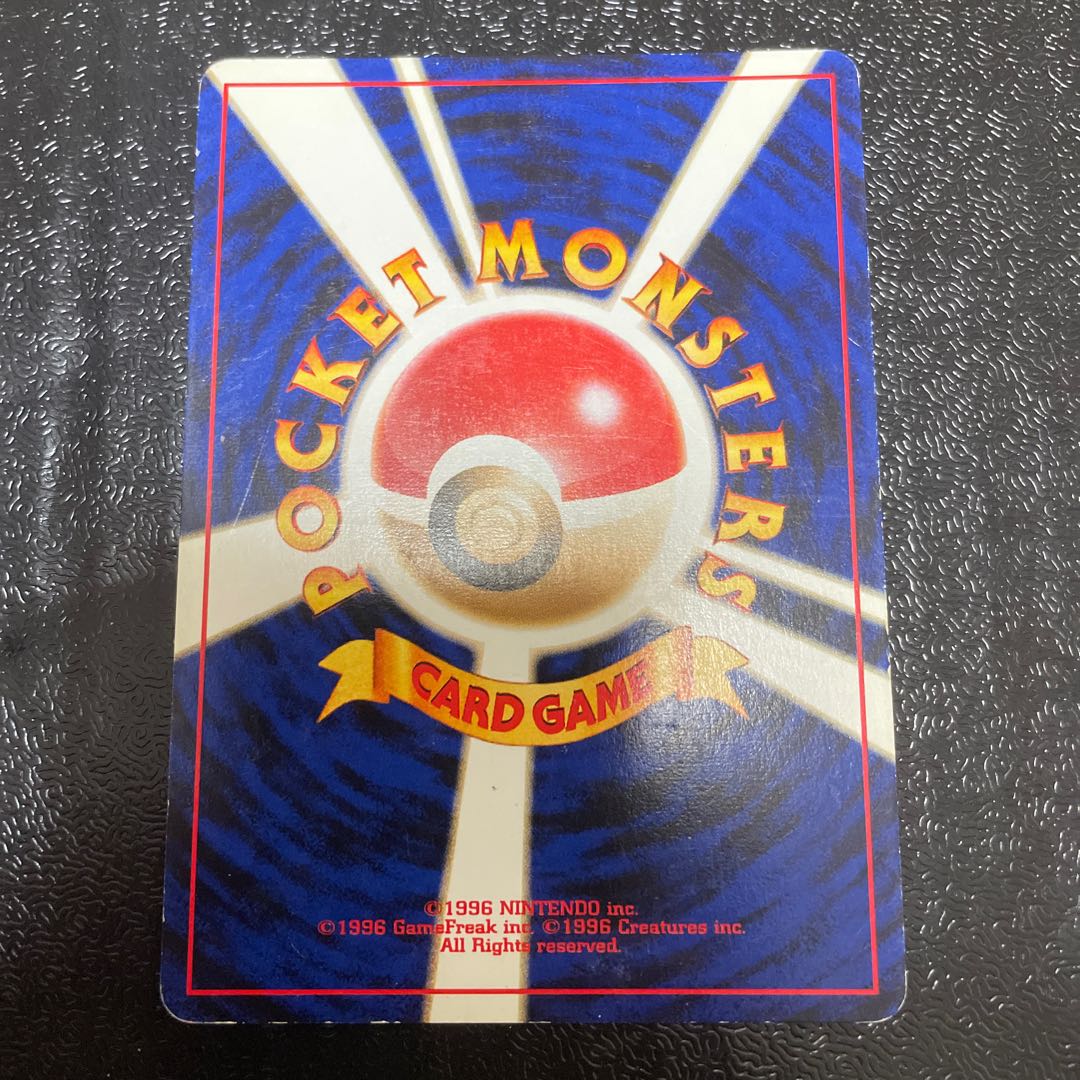 POCKET MONSTERS
CARD GAME
©1996 NINTENDO inc.
©1996 GameFreak inc. ©1996 Creatures inc.
All Rights reserved.